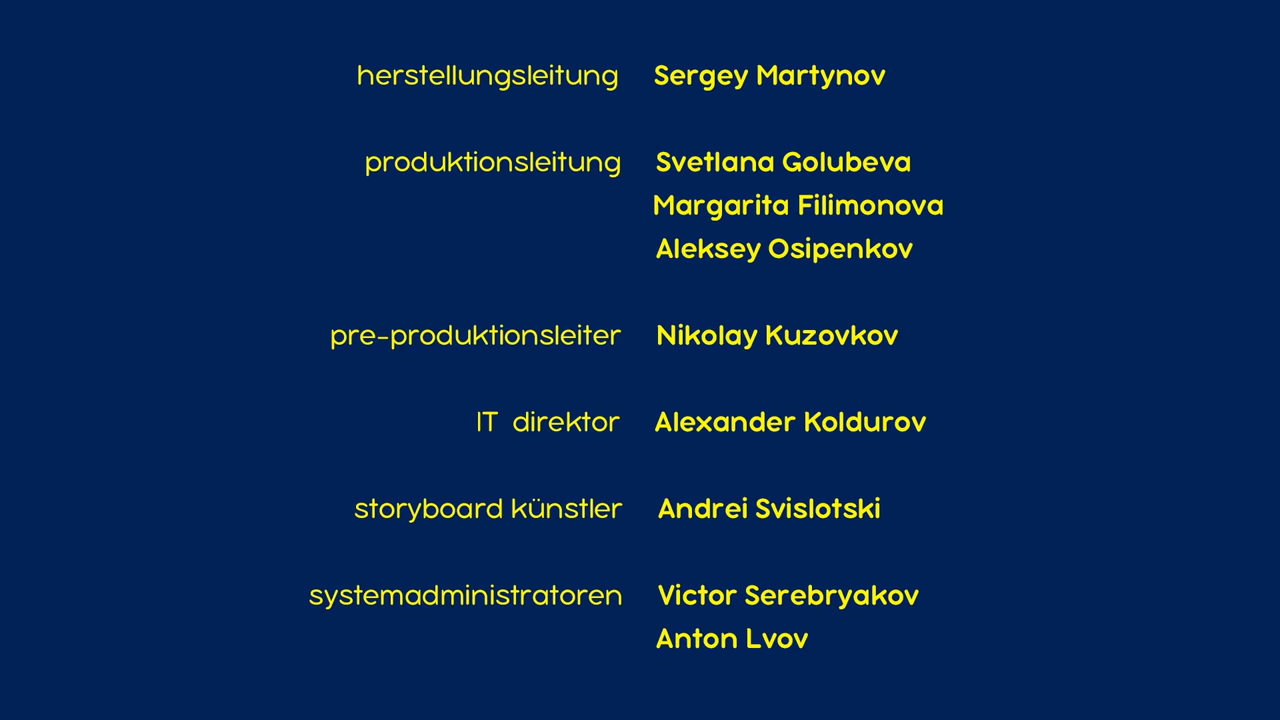 herstellungsleitung Sergey Martynov
produktionsleitung Svetlana Golubeva
Margarita Filimonova
Aleksey Osipenkov
pre-produktionsleiter Nikolay Kuzovkov
IT direktor Alexander Koldurov
storyboard künstler Andrei Svislotski
systemadministratoren Victor Serebryakov
Anton Lvov